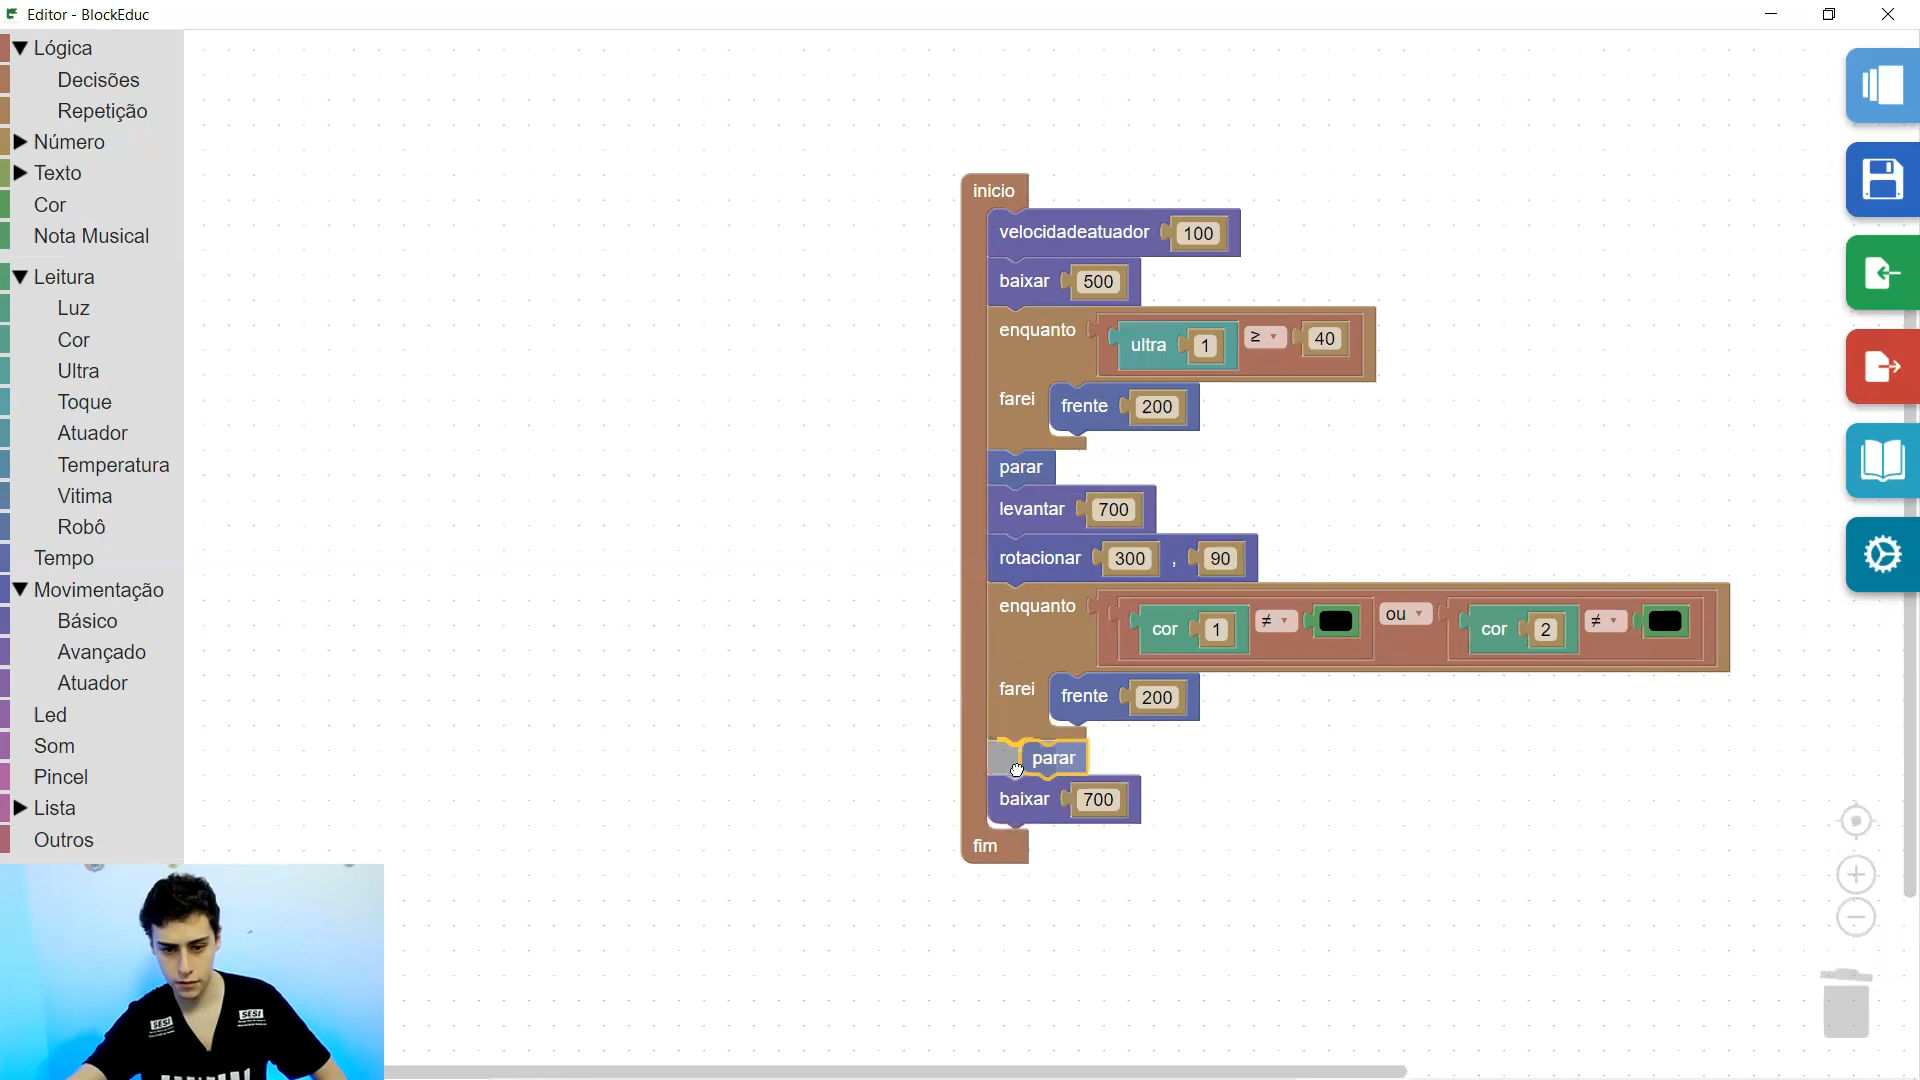 Editor - BlockEduc
Lógica
Decisões
Repetição
Número
Texto
Cor
Nota Musical
Leitura
Luz
Cor
Ultra
Toque
Atuador
Temperatura
Vitima
Robô
Tempo
Movimentação
Básico
Avançado
Atuador
Led
Som
Pincel
Lista
Outros
inicio
velocidadeatuador 100
baixar 500
enquanto ultra 1 ≥ 40
farei frente 200
parar
levantar 700
rotacionar 300 , 90
enquanto cor 1 ≠ ou cor 2 ≠
farei frente 200
parar
baixar 700
fim
SESI
SESI